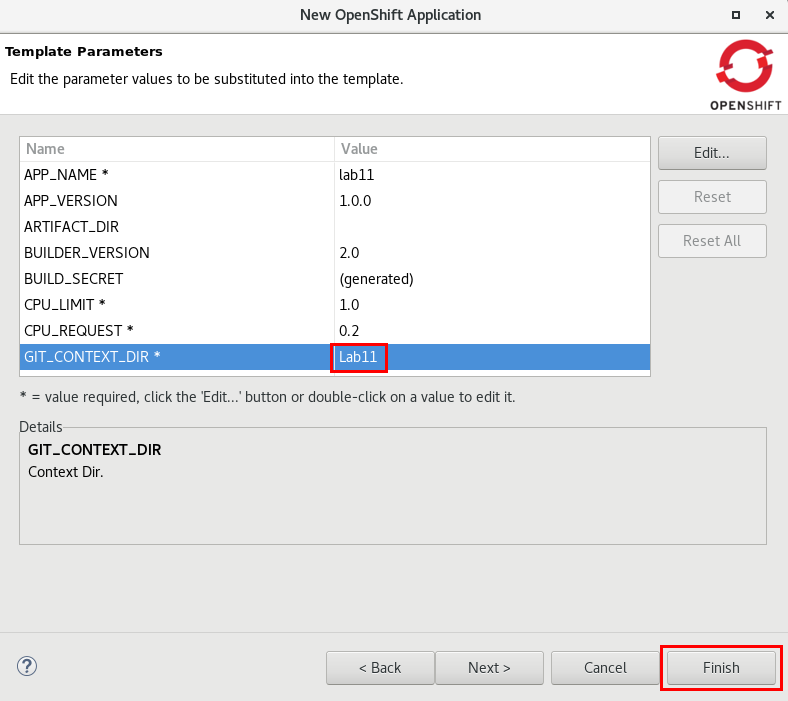 New OpenShift Application
Template Parameters
Edit the parameter values to be substituted into the template.
OPENSHIFT
Name Value
APP_NAME * lab11
APP_VERSION 1.0.0
ARTIFACT_DIR
BUILDER_VERSION 2.0
BUILD_SECRET (generated)
CPU_LIMIT * 1.0
CPU_REQUEST * 0.2
GIT_CONTEXT_DIR * Lab11
Edit...
Reset
Reset All
* = value required, click the 'Edit...' button or double-click on a value to edit it.
Details
GIT_CONTEXT_DIR
Context Dir.
? < Back Next > Cancel Finish